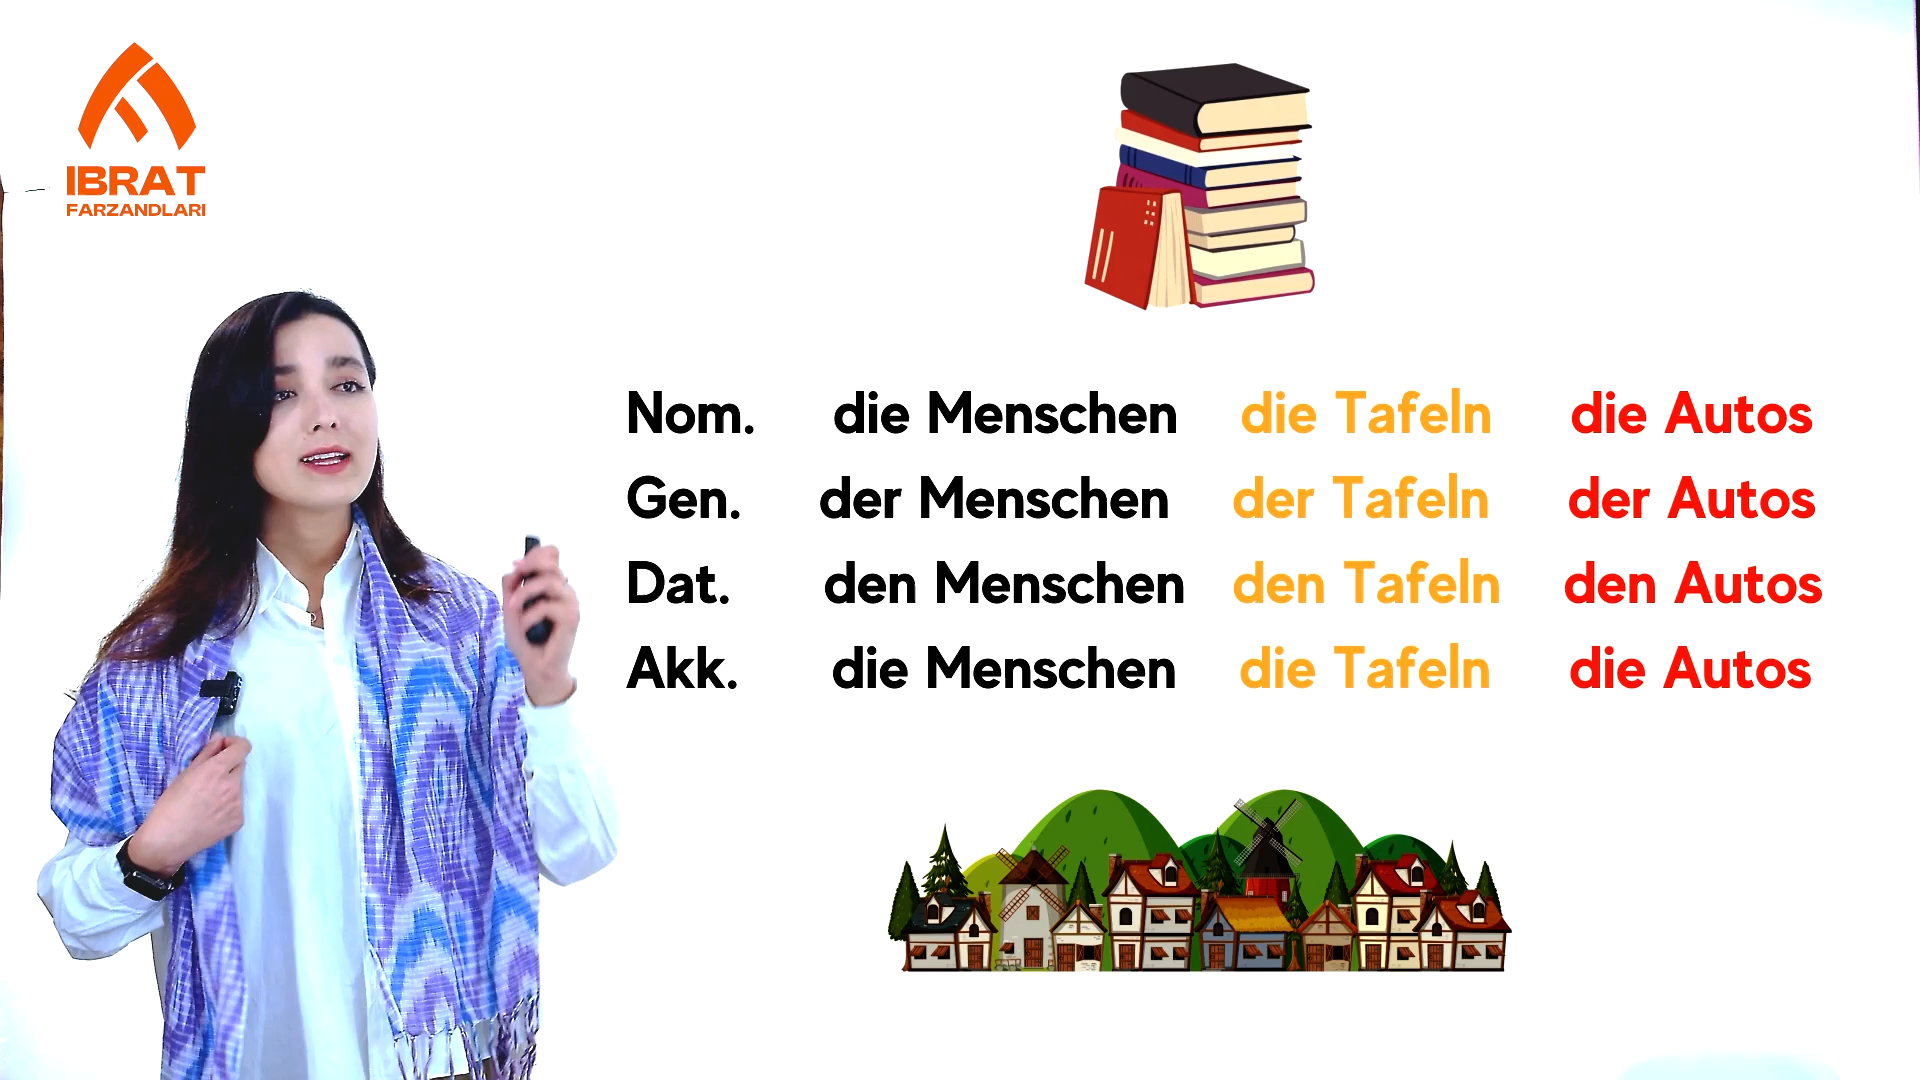 IBRAT
FARZANDLARI
Nom. die Menschen die Tafeln die Autos
Gen. der Menschen der Tafeln der Autos
Dat. den Menschen den Tafeln den Autos
Akk. die Menschen die Tafeln die Autos